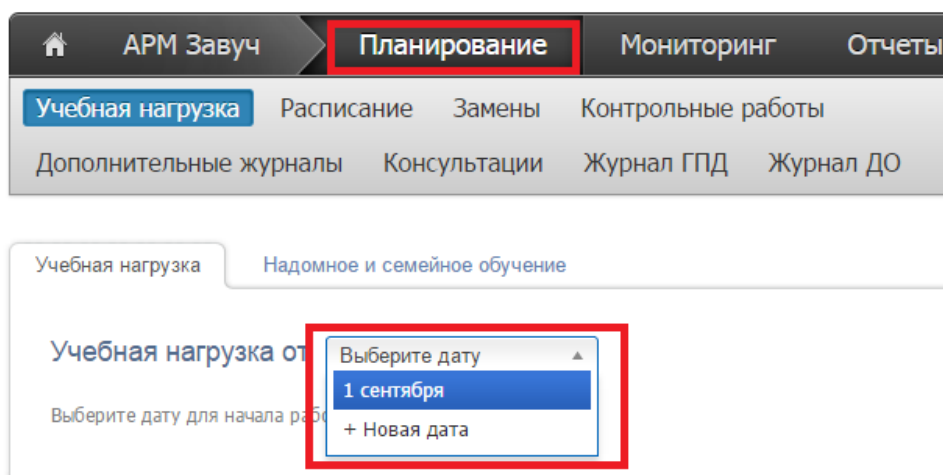 АРМ Завуч Планирование Мониторинг Отчеты
Учебная нагрузка Расписание Замены Контрольные работы
Дополнительные журналы Консультации Журнал ГПД Журнал ДО
Учебная нагрузка Надомное и семейное обучение
Учебная нагрузка от Выберите дату
1 сентября
Выберите дату для начала
+ Новая дата